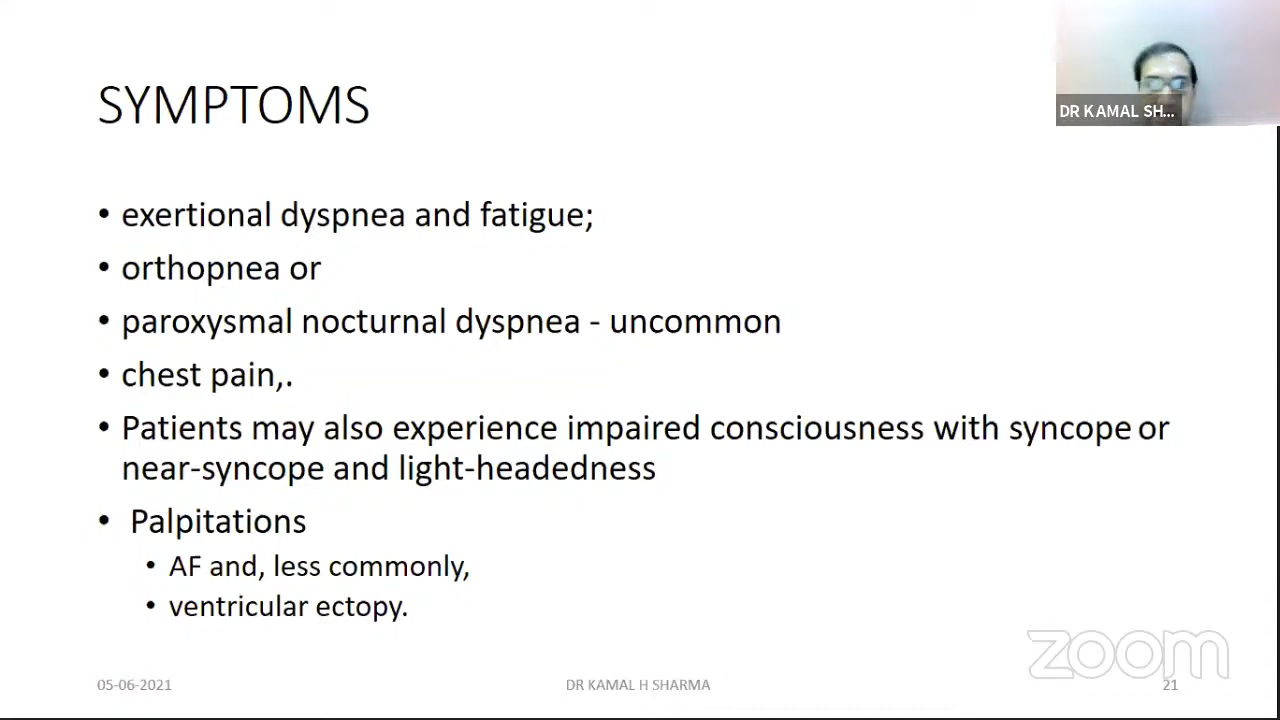 DR KAMAL SH...
SYMPTOMS
• exertional dyspnea and fatigue;
• orthopnea or
• paroxysmal nocturnal dyspnea - uncommon
• chest pain,.
• Patients may also experience impaired consciousness with syncope or
near-syncope and light-headedness
• Palpitations
• AF and, less commonly,
• ventricular ectopy.
zoom
05-06-2021
DR KAMAL H SHARMA
21